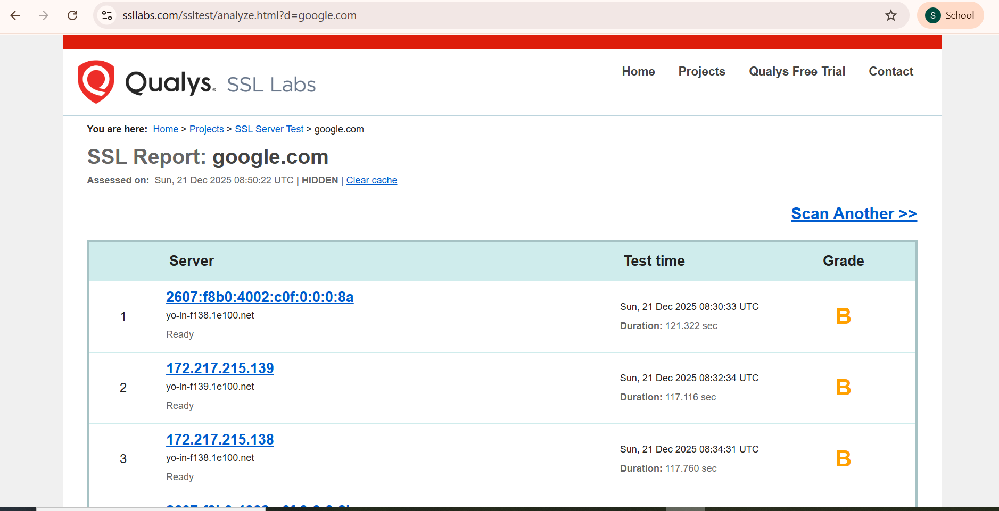 ssllabs.com/ssltest/analyze.html?d=google.com
S School
Qualys. SSL Labs
Home Projects Qualys Free Trial Contact
You are here: Home > Projects > SSL Server Test > google.com
SSL Report: google.com
Assessed on: Sun, 21 Dec 2025 08:50:22 UTC | HIDDEN | Clear cache
Scan Another >>
Server Test time Grade
1
2607:f8b0:4002:c0f:0:0:0:8a
yo-in-f138.1e100.net
Ready
Sun, 21 Dec 2025 08:30:33 UTC
Duration: 121.322 sec
B
2
172.217.215.139
yo-in-f139.1e100.net
Ready
Sun, 21 Dec 2025 08:32:34 UTC
Duration: 117.116 sec
B
3
172.217.215.138
yo-in-f138.1e100.net
Ready
Sun, 21 Dec 2025 08:34:31 UTC
Duration: 117.760 sec
B